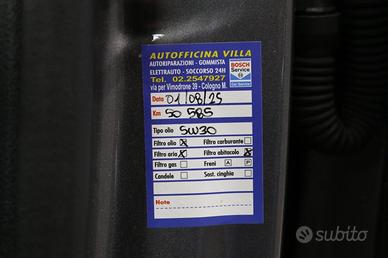 AUTOFFICINA VILLA
AUTORIPARAZIONI - GOMMISTA
ELETTRAUTO - SOCCORSO 24H
Tel. 02.2547927
via per Vimodrone 39 - Cologno M.
BOSCH
Service
Car Service
Data 01/08/25
Km 50 585
Tipo olio 5W30
Filtro olio X Filtro carburante
Filtro aria X Filtro abitacolo X
Filtro gas Freni A P
Candele Sost. cinghia
Note
subito